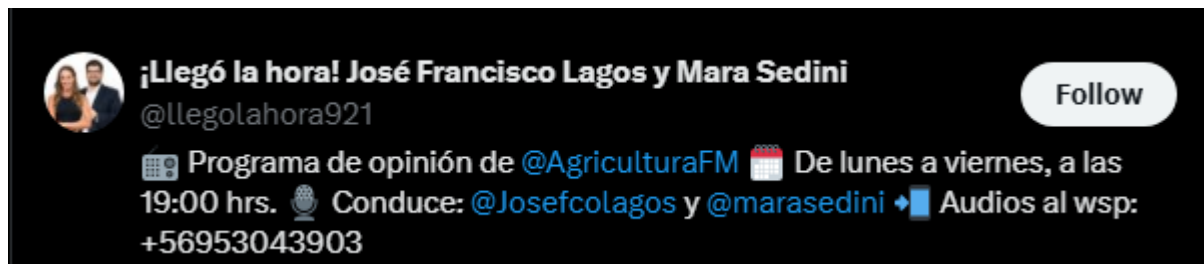 ¡Llegó la hora! José Francisco Lagos y Mara Sedini
@llegolahora921
Follow
📻 Programa de opinión de @AgriculturaFM 🗓️ De lunes a viernes, a las
19:00 hrs. 🎙️ Conduce: @Josefcolagos y @marasedini 📲 Audios al wsp:
+56953043903